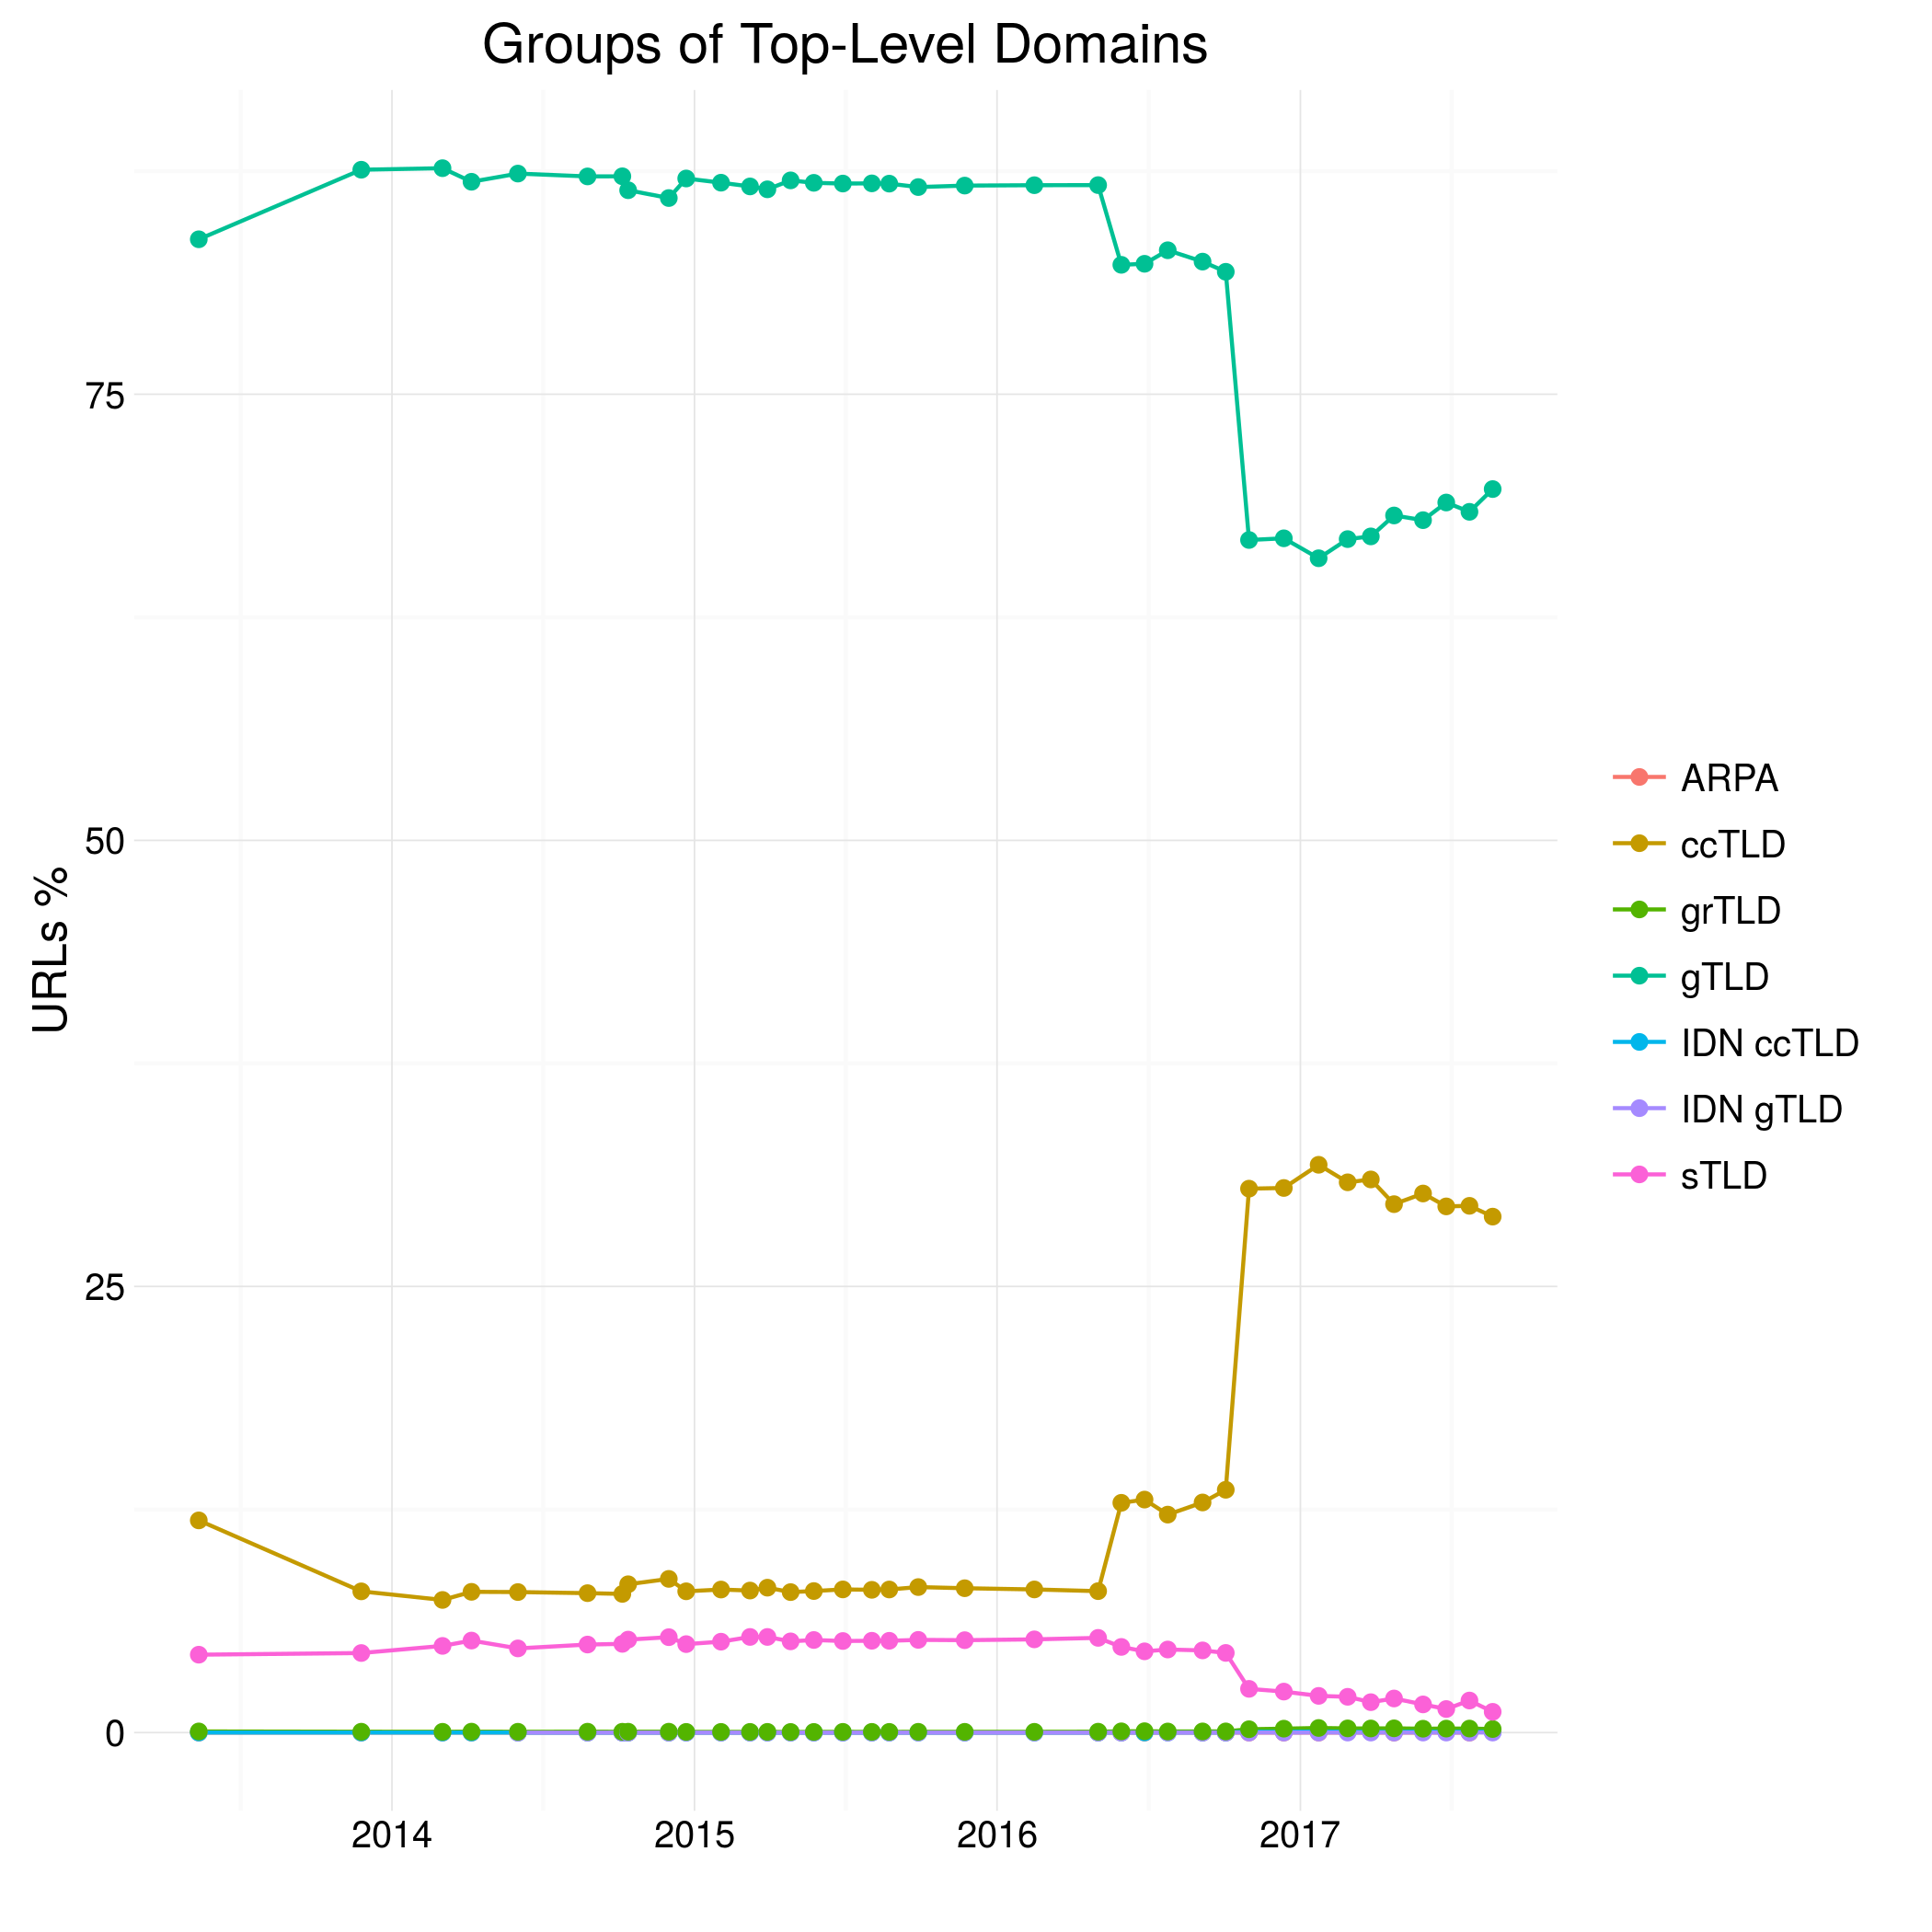 Groups of Top-Level Domains
URLs %
75
50
25
0
2014
2015
2016
2017
ARPA
ccTLD
grTLD
gTLD
IDN ccTLD
IDN gTLD
sTLD